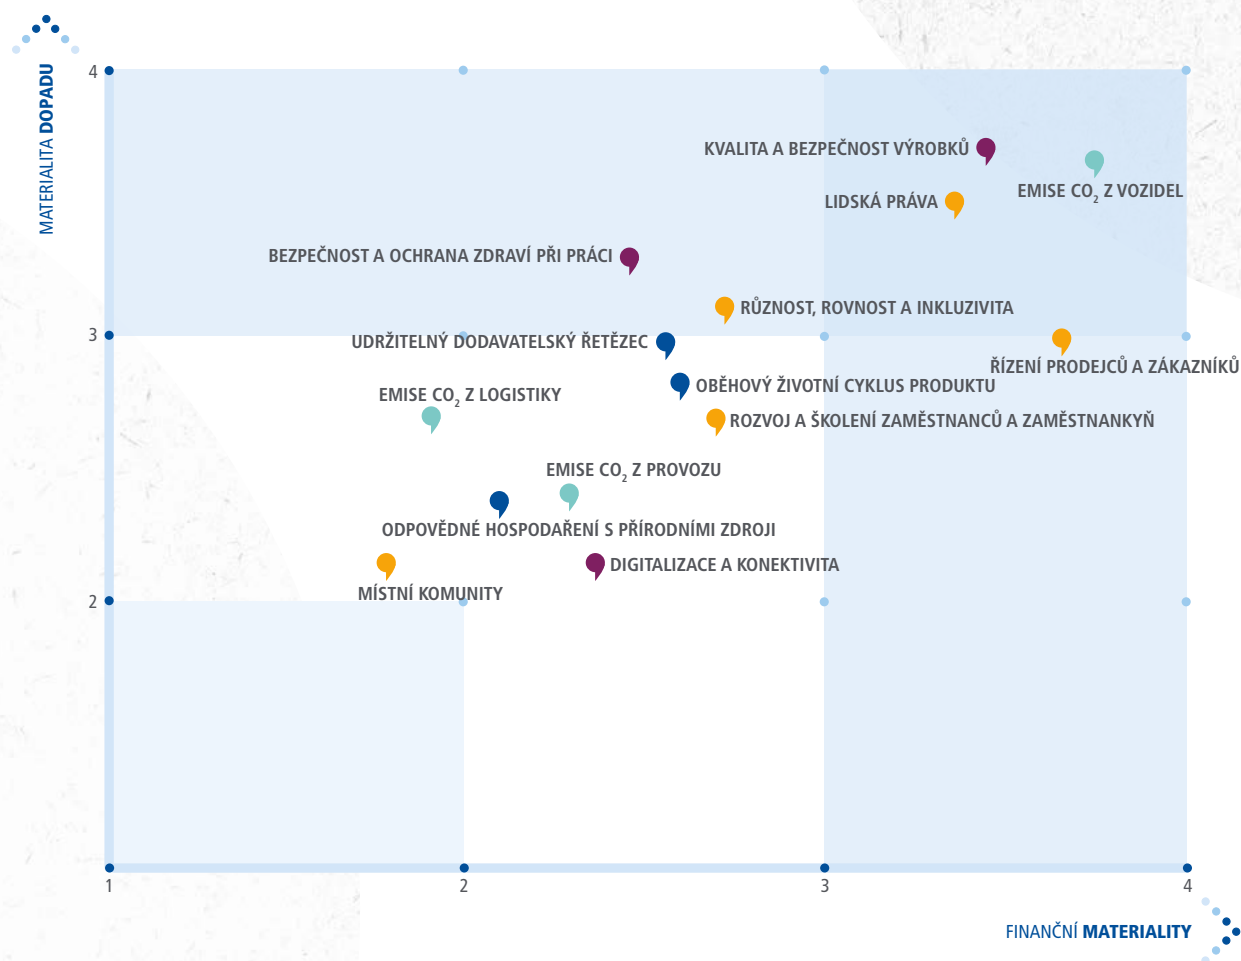 MATERIALITA DOPADU
4
KVALITA A BEZPEČNOST VÝROBKŮ
EMISE CO₂ Z VOZIDEL
LIDSKÁ PRÁVA
BEZPEČNOST A OCHRANA ZDRAVÍ PŘI PRÁCI
RŮZNOST, ROVNOST A INKLUZIVITA
3
UDRŽITELNÝ DODAVATELSKÝ ŘETĚZEC
ŘÍZENÍ PRODEJCŮ A ZÁKAZNÍKŮ
OBĚHOVÝ ŽIVOTNÍ CYKLUS PRODUKTU
EMISE CO₂ Z LOGISTIKY
ROZVOJ A ŠKOLENÍ ZAMĚSTNANCŮ A ZAMĚSTNANKYŇ
EMISE CO₂ Z PROVOZU
ODPOVĚDNÉ HOSPODAŘENÍ S PŘÍRODNÍMI ZDROJI
DIGITALIZACE A KONEKTIVITA
MÍSTNÍ KOMUNITY
2
1 2 3 4
FINANČNÍ MATERIALITY